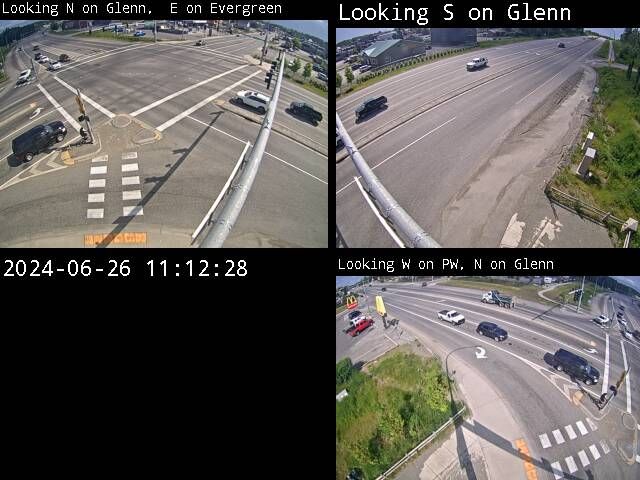 Looking N on Glenn,  E on Evergreen
Looking S on Glenn
2024-06-26 11:12:28
Looking W on PW, N on Glenn